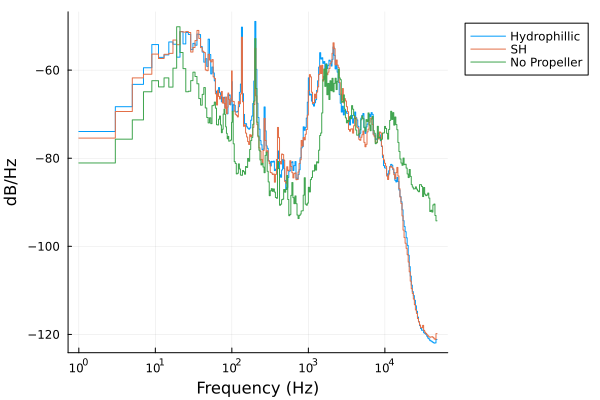 Hydrophillic
SH
No Propeller
dB/Hz
−60
−80
−100
−120
10⁰
10¹
10²
10³
10⁴
Frequency (Hz)